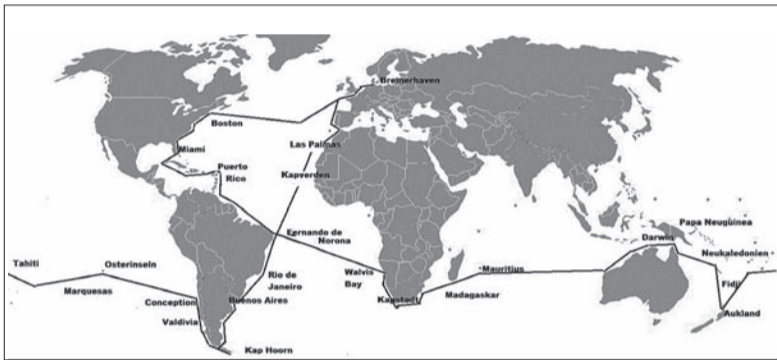 Bremerhaven
Boston
Las Palmas
Miami
Puerto
Rico
Kapverden
Papa Neuguinea
Fernando de
Norona
Darwin
Neukaledonien
Tahiti
Osterinseln
Marquesas
Rio de
Janeiro
Walvis
Bay
Mauritius
Fidji
Conception
Buenos Aires
Kapstadt
Madagaskar
Aukland
Valdivia
Kap Hoorn